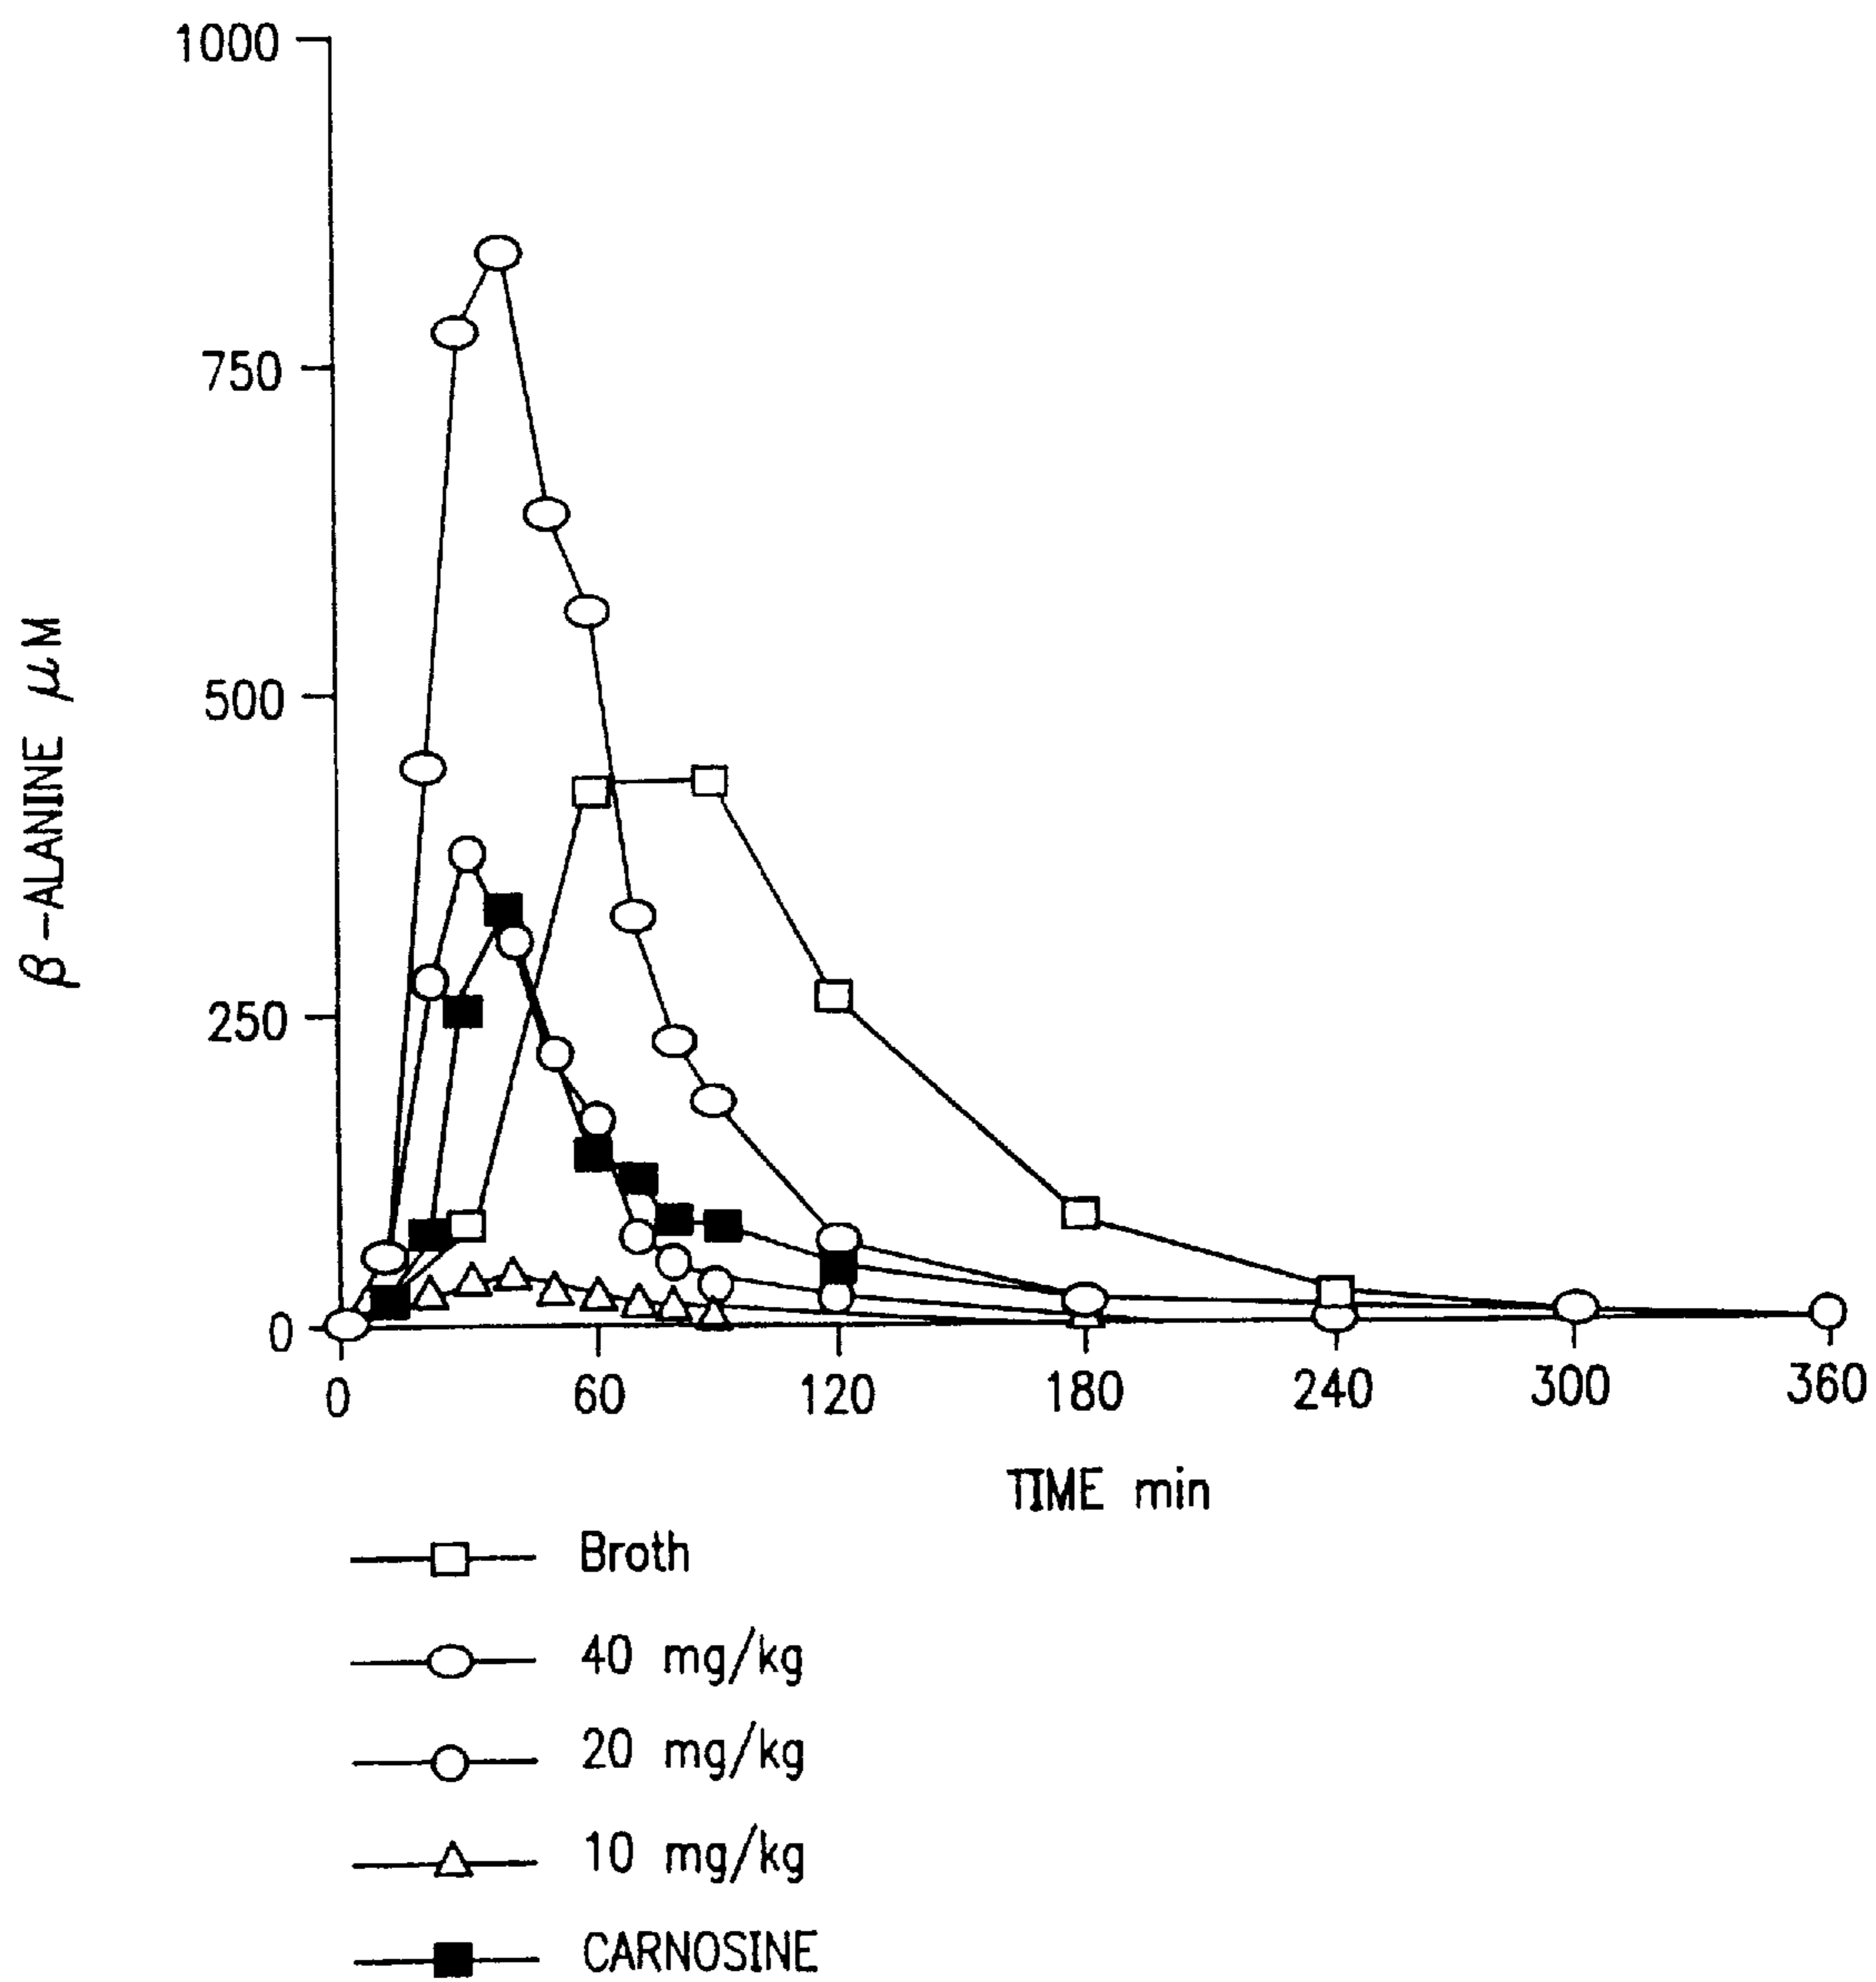 1000
750
500
250
0
β-ALANINE μM
0 60 120 180 240 300 360
TIME min
Broth
40 mg/kg
20 mg/kg
10 mg/kg
CARNOSINE